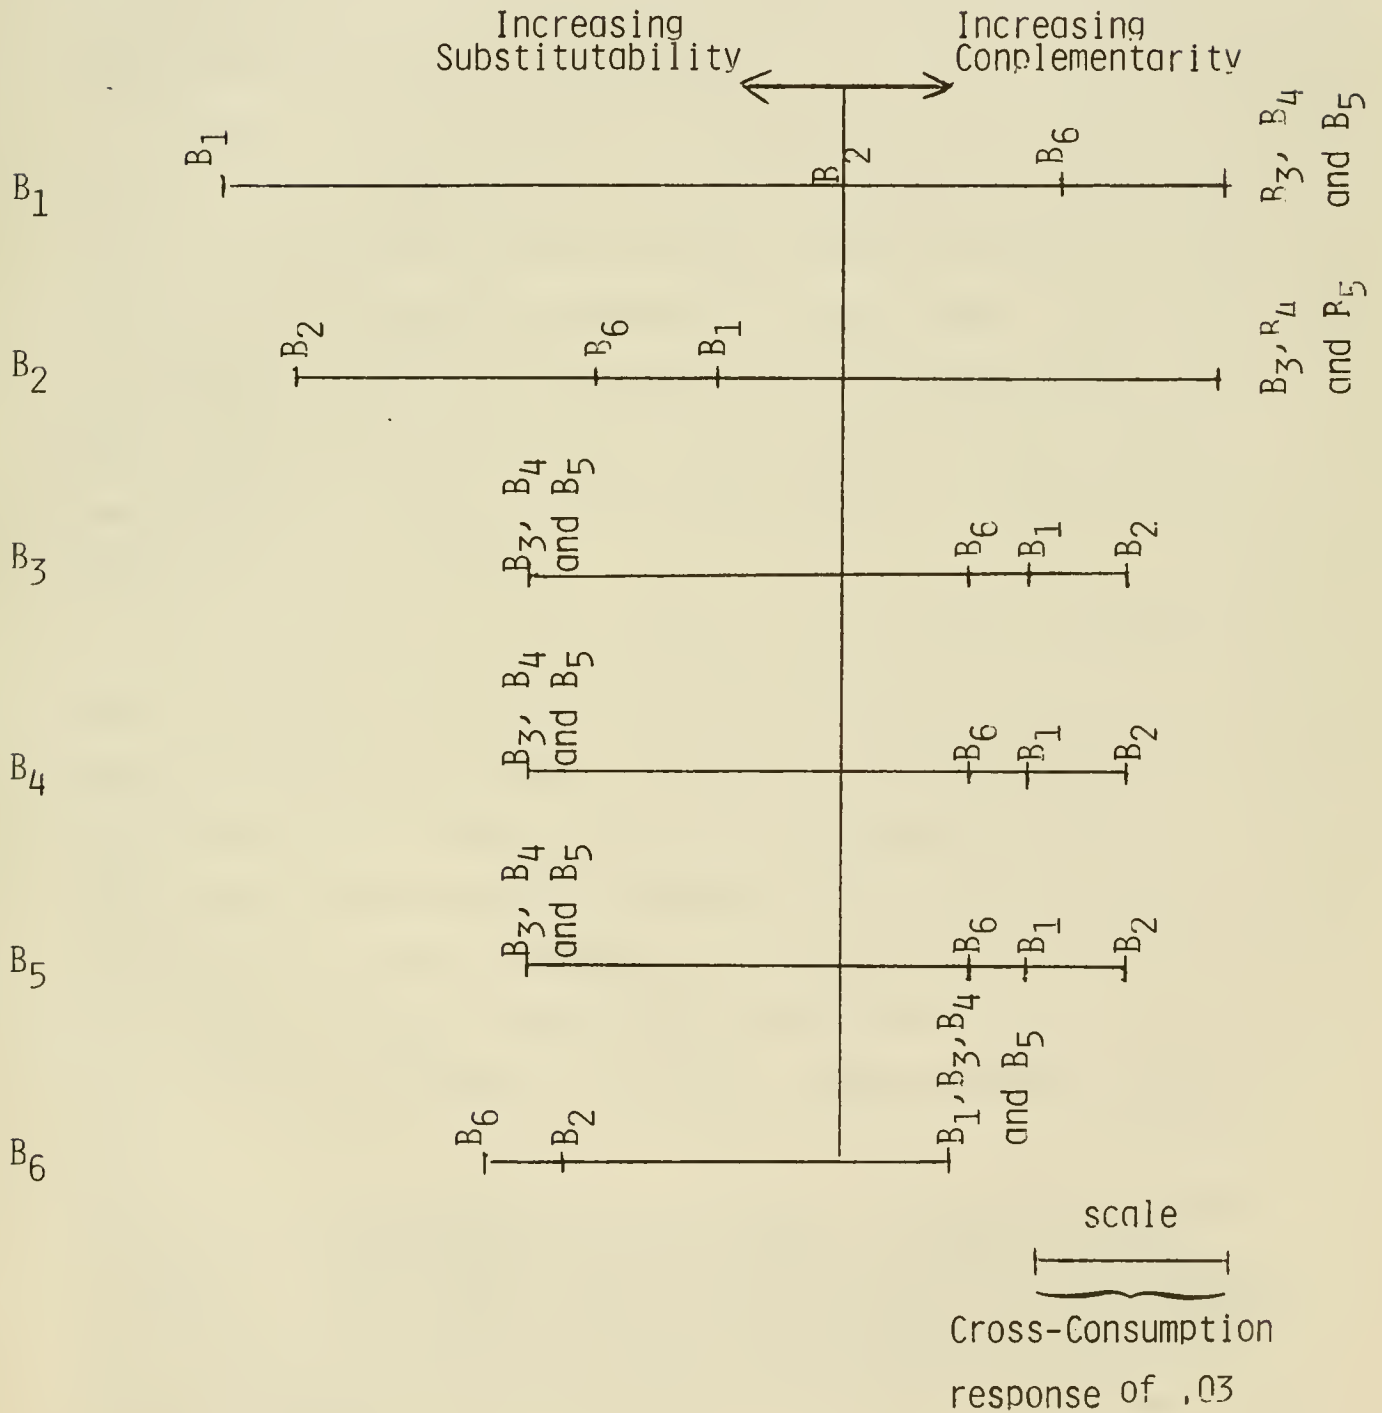 Increasing
Substitutability
Increasing
Conplementarity
B1
B1
B2
B6
B3, B4
and B5
B2
B2
B6
B1
B3, B4
and B5
B3
B3, B4
and B5
B6
B1
B2
B4
B3, B4
and B5
B6
B1
B2
B5
B3, B4
and B5
B6
B1
B2
B6
B6
B2
B1, B3, B4
and B5
scale
Cross-Consumption
response of .03